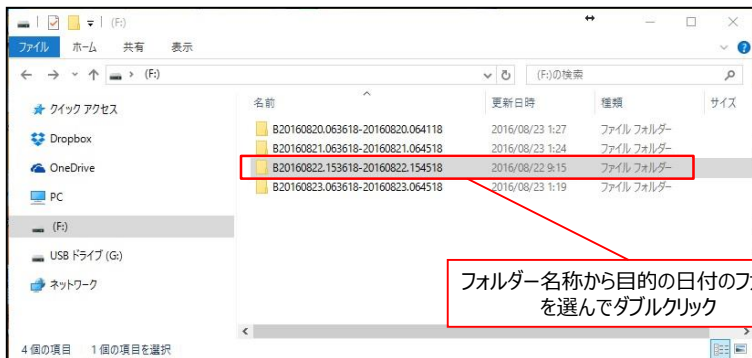 (F:)
ファイル ホーム 共有 表示
(F:) (F:)の検索
名前 更新日時 種類 サイズ
クイック アクセス
Dropbox
OneDrive
PC
(F:)
USB ドライブ (G:)
ネットワーク
B20160820.063618-20160820.064118 2016/08/23 1:27 ファイル フォルダー
B20160821.063618-20160821.064518 2016/08/23 1:24 ファイル フォルダー
B20160822.153618-20160822.154518 2016/08/22 9:15 ファイル フォルダー
B20160823.063618-20160823.064518 2016/08/23 1:19 ファイル フォルダー
フォルダー名称から目的の日付の
を選んでダブルクリック
4 個の項目 1 個の項目を選択